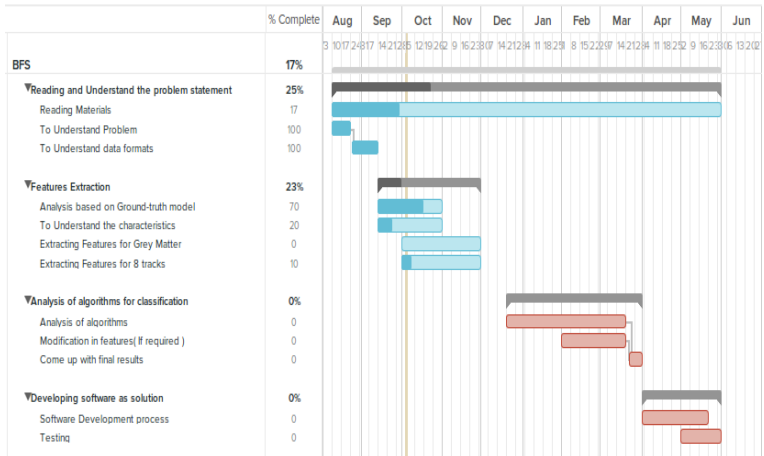 % Complete Aug Sep Oct Nov Dec Jan Feb Mar Apr May Jun
BFS 17%
Reading and Understand the problem statement 25%
Reading Materials 17
To Understand Problem 100
To Understand data formats 100
Features Extraction 23%
Analysis based on Ground-truth model 70
To Understand the characteristics 20
Extracting Features for Grey Matter 0
Extracting Features for 8 tracks 10
Analysis of algorithms for classification 0%
Analysis of algorithms 0
Modification in features( If required ) 0
Come up with final results 0
Developing software as solution 0%
Software Development process 0
Testing 0